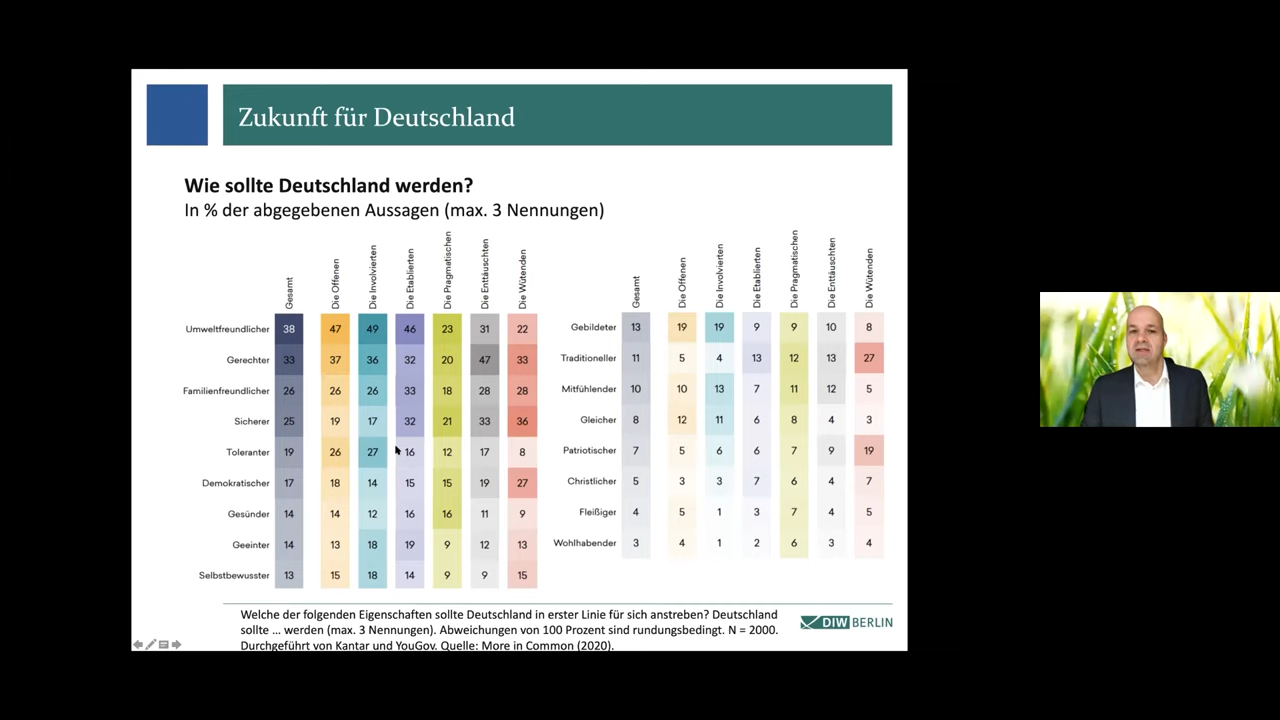 Zukunft für Deutschland
Wie sollte Deutschland werden?
In % der abgegebenen Aussagen (max. 3 Nennungen)
Gesamt Die Offenen Die Involvierten Die Etablierten Die Pragmatischen Die Enttäuschten Die Wütenden
Umweltfreundlicher 38 47 49 46 23 31 22
Gerechter 33 37 36 32 20 47 33
Familienfreundlicher 26 26 26 33 18 28 28
Sicherer 25 19 17 32 21 33 36
Toleranter 19 26 27 16 12 17 8
Demokratischer 17 18 14 15 15 19 27
Gesünder 14 14 12 16 16 11 9
Geeinter 14 13 18 19 9 12 13
Selbstbewusster 13 15 18 14 9 9 15
Gesamt Die Offenen Die Involvierten Die Etablierten Die Pragmatischen Die Enttäuschten Die Wütenden
Gebildeter 13 19 19 9 9 10 8
Traditioneller 11 5 4 13 12 13 27
Mitfühlender 10 10 13 7 11 12 5
Gleicher 8 12 11 6 8 4 3
Patriotischer 7 5 6 6 7 9 19
Christlicher 5 3 3 7 6 4 7
Fleißiger 4 5 1 3 7 4 5
Wohlhabender 3 4 1 2 6 3 4
Welche der folgenden Eigenschaften sollte Deutschland in erster Linie für sich anstreben? Deutschland
sollte … werden (max. 3 Nennungen). Abweichungen von 100 Prozent sind rundungsbedingt. N = 2000.
Durchgeführt von Kantar und YouGov. Quelle: More in Common (2020).
DIW BERLIN